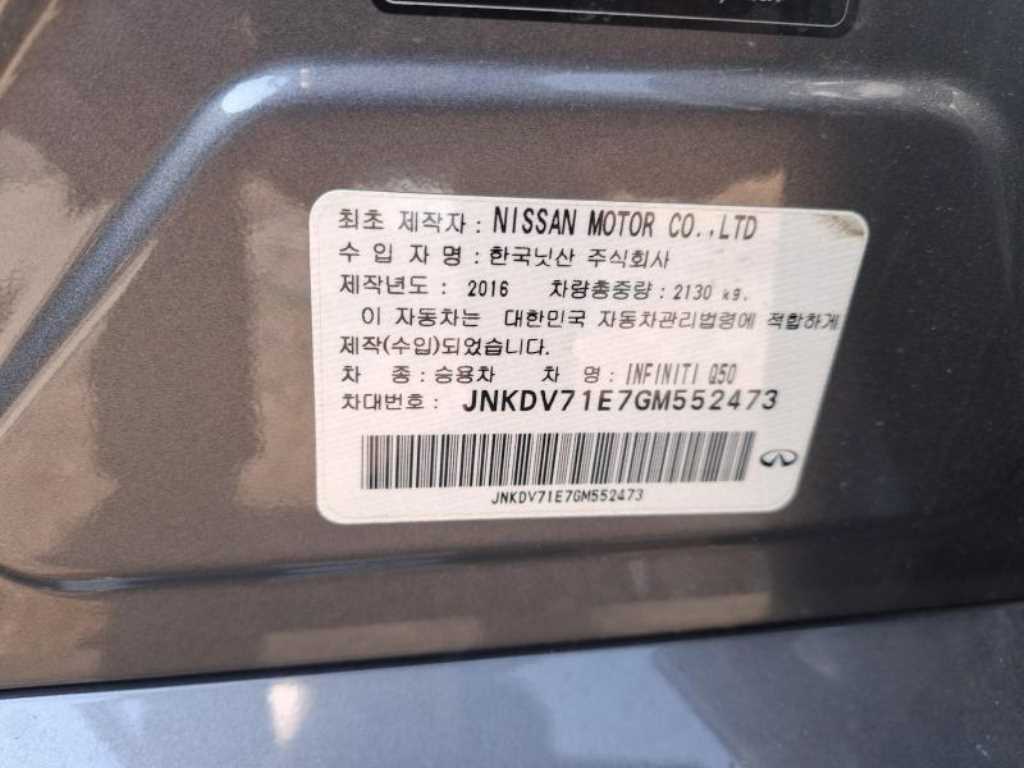 최초 제작자 : NISSAN MOTOR CO.,LTD
수 입 자 명 : 한국닛산 주식회사
제작년도 : 2016 차량총중량 : 2130 kg.
이 자동차는 대한민국 자동차관리법령에 적합하게
제작(수입)되었습니다.
차 종 : 승용차 차 명 : INFINITI Q50
차대번호 : JNKDV71E7GM552473
JNKDV71E7GM552473